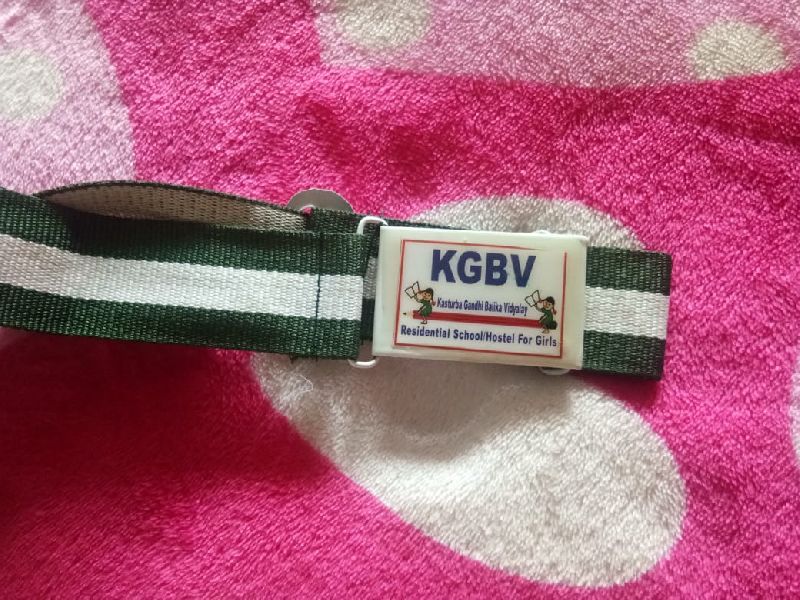 KGBV
Kasturba Gandhi Balika Vidyalay
Residential School/Hostel For Girls